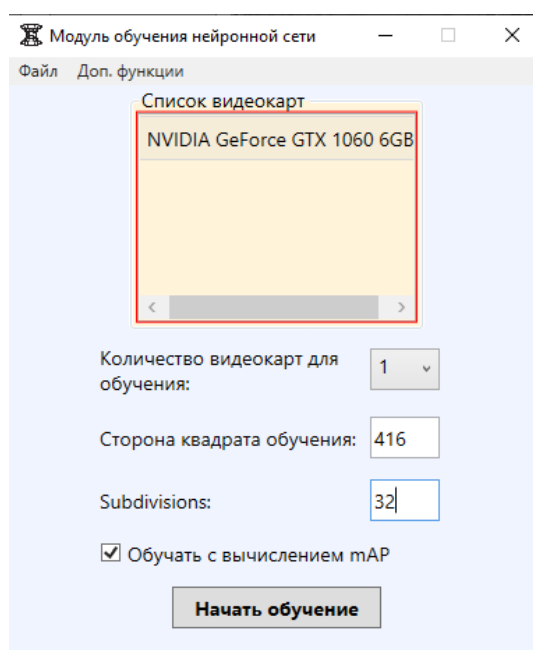 Модуль обучения нейронной сети
Файл Доп. функции
Список видеокарт
NVIDIA GeForce GTX 1060 6GB
Количество видеокарт для
обучения:
1
Сторона квадрата обучения: 416
Subdivisions: 32
Обучать с вычислением mAP
Начать обучение